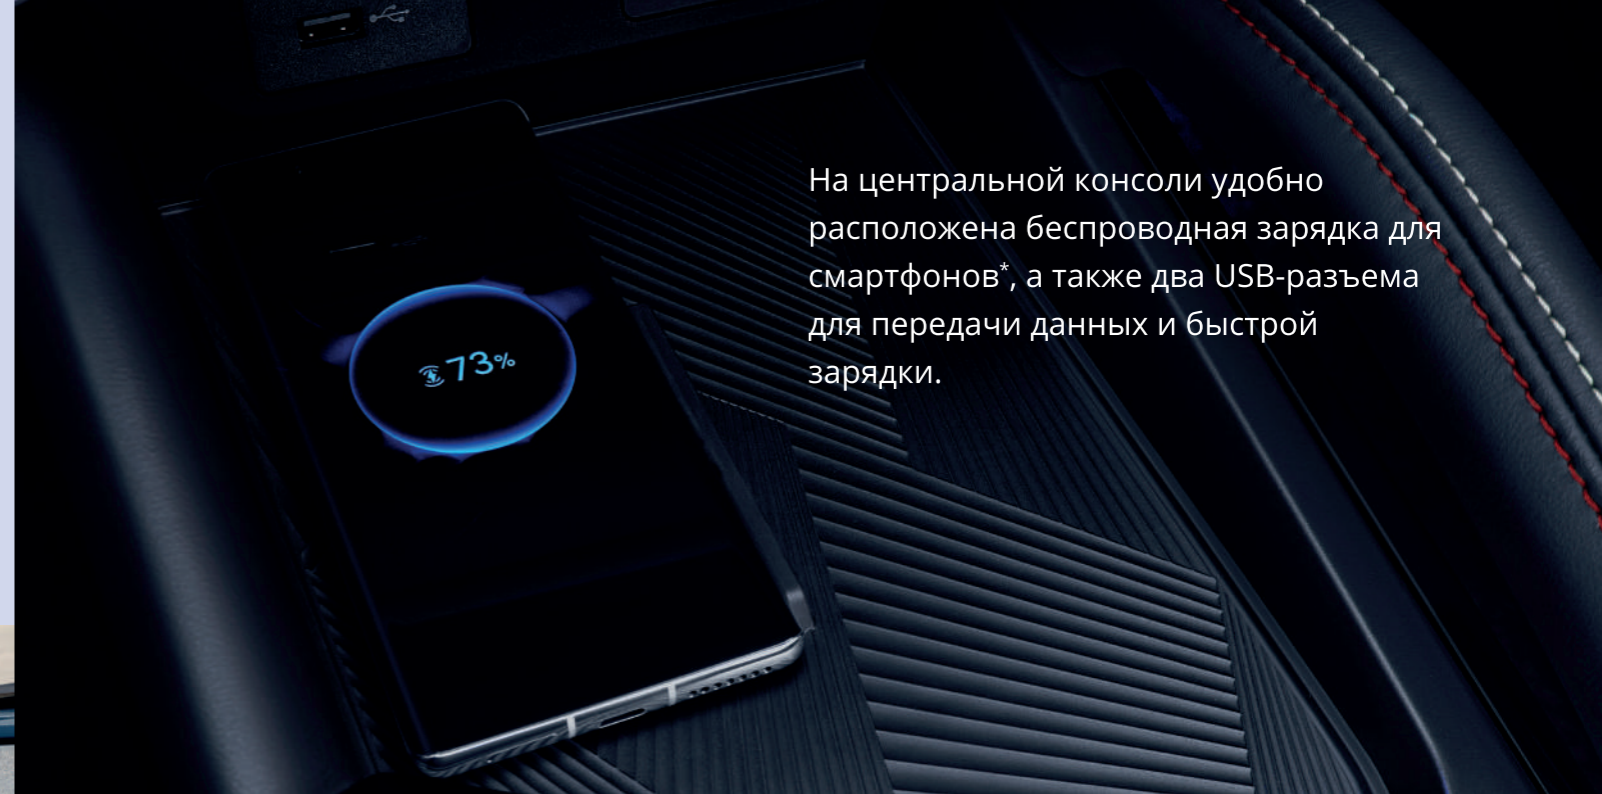 На центральной консоли удобно
расположена беспроводная зарядка для
смартфонов*, а также два USB-разъема
для передачи данных и быстрой
зарядки.
73%